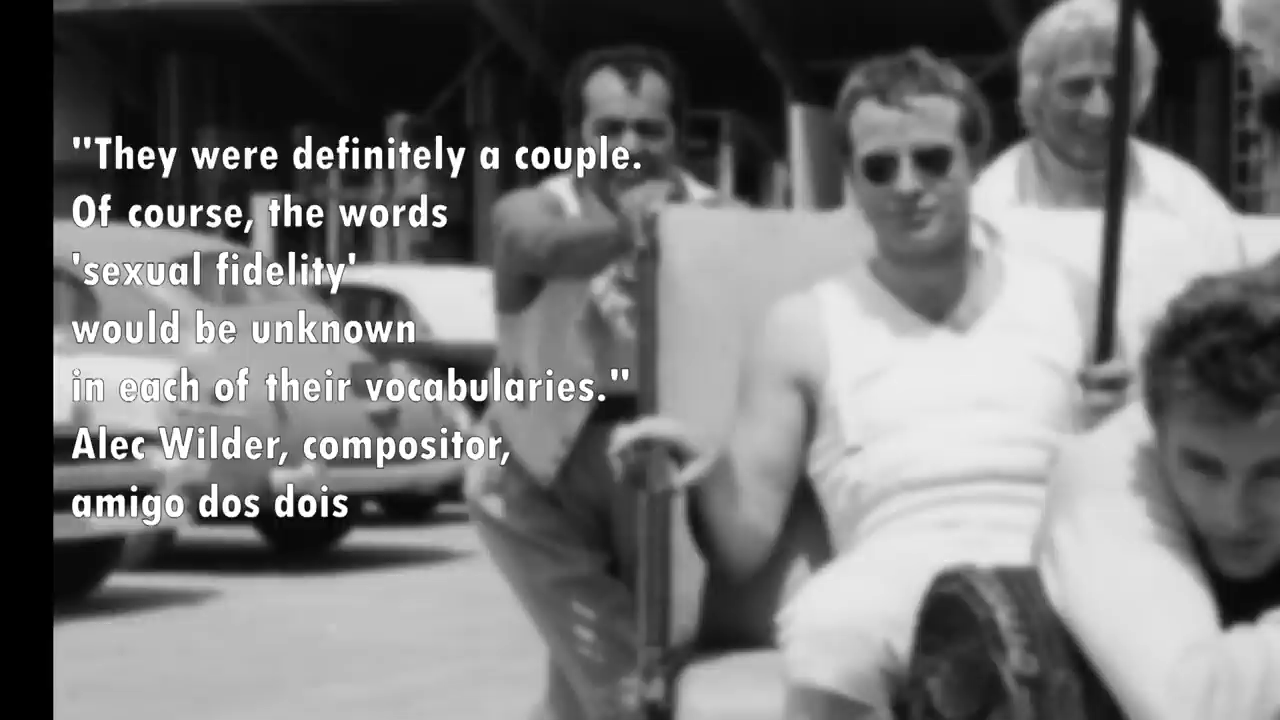 "They were definitely a couple.
Of course, the words
'sexual fidelity'
would be unknown
in each of their vocabularies."
Alec Wilder, compositor,
amigo dos dois